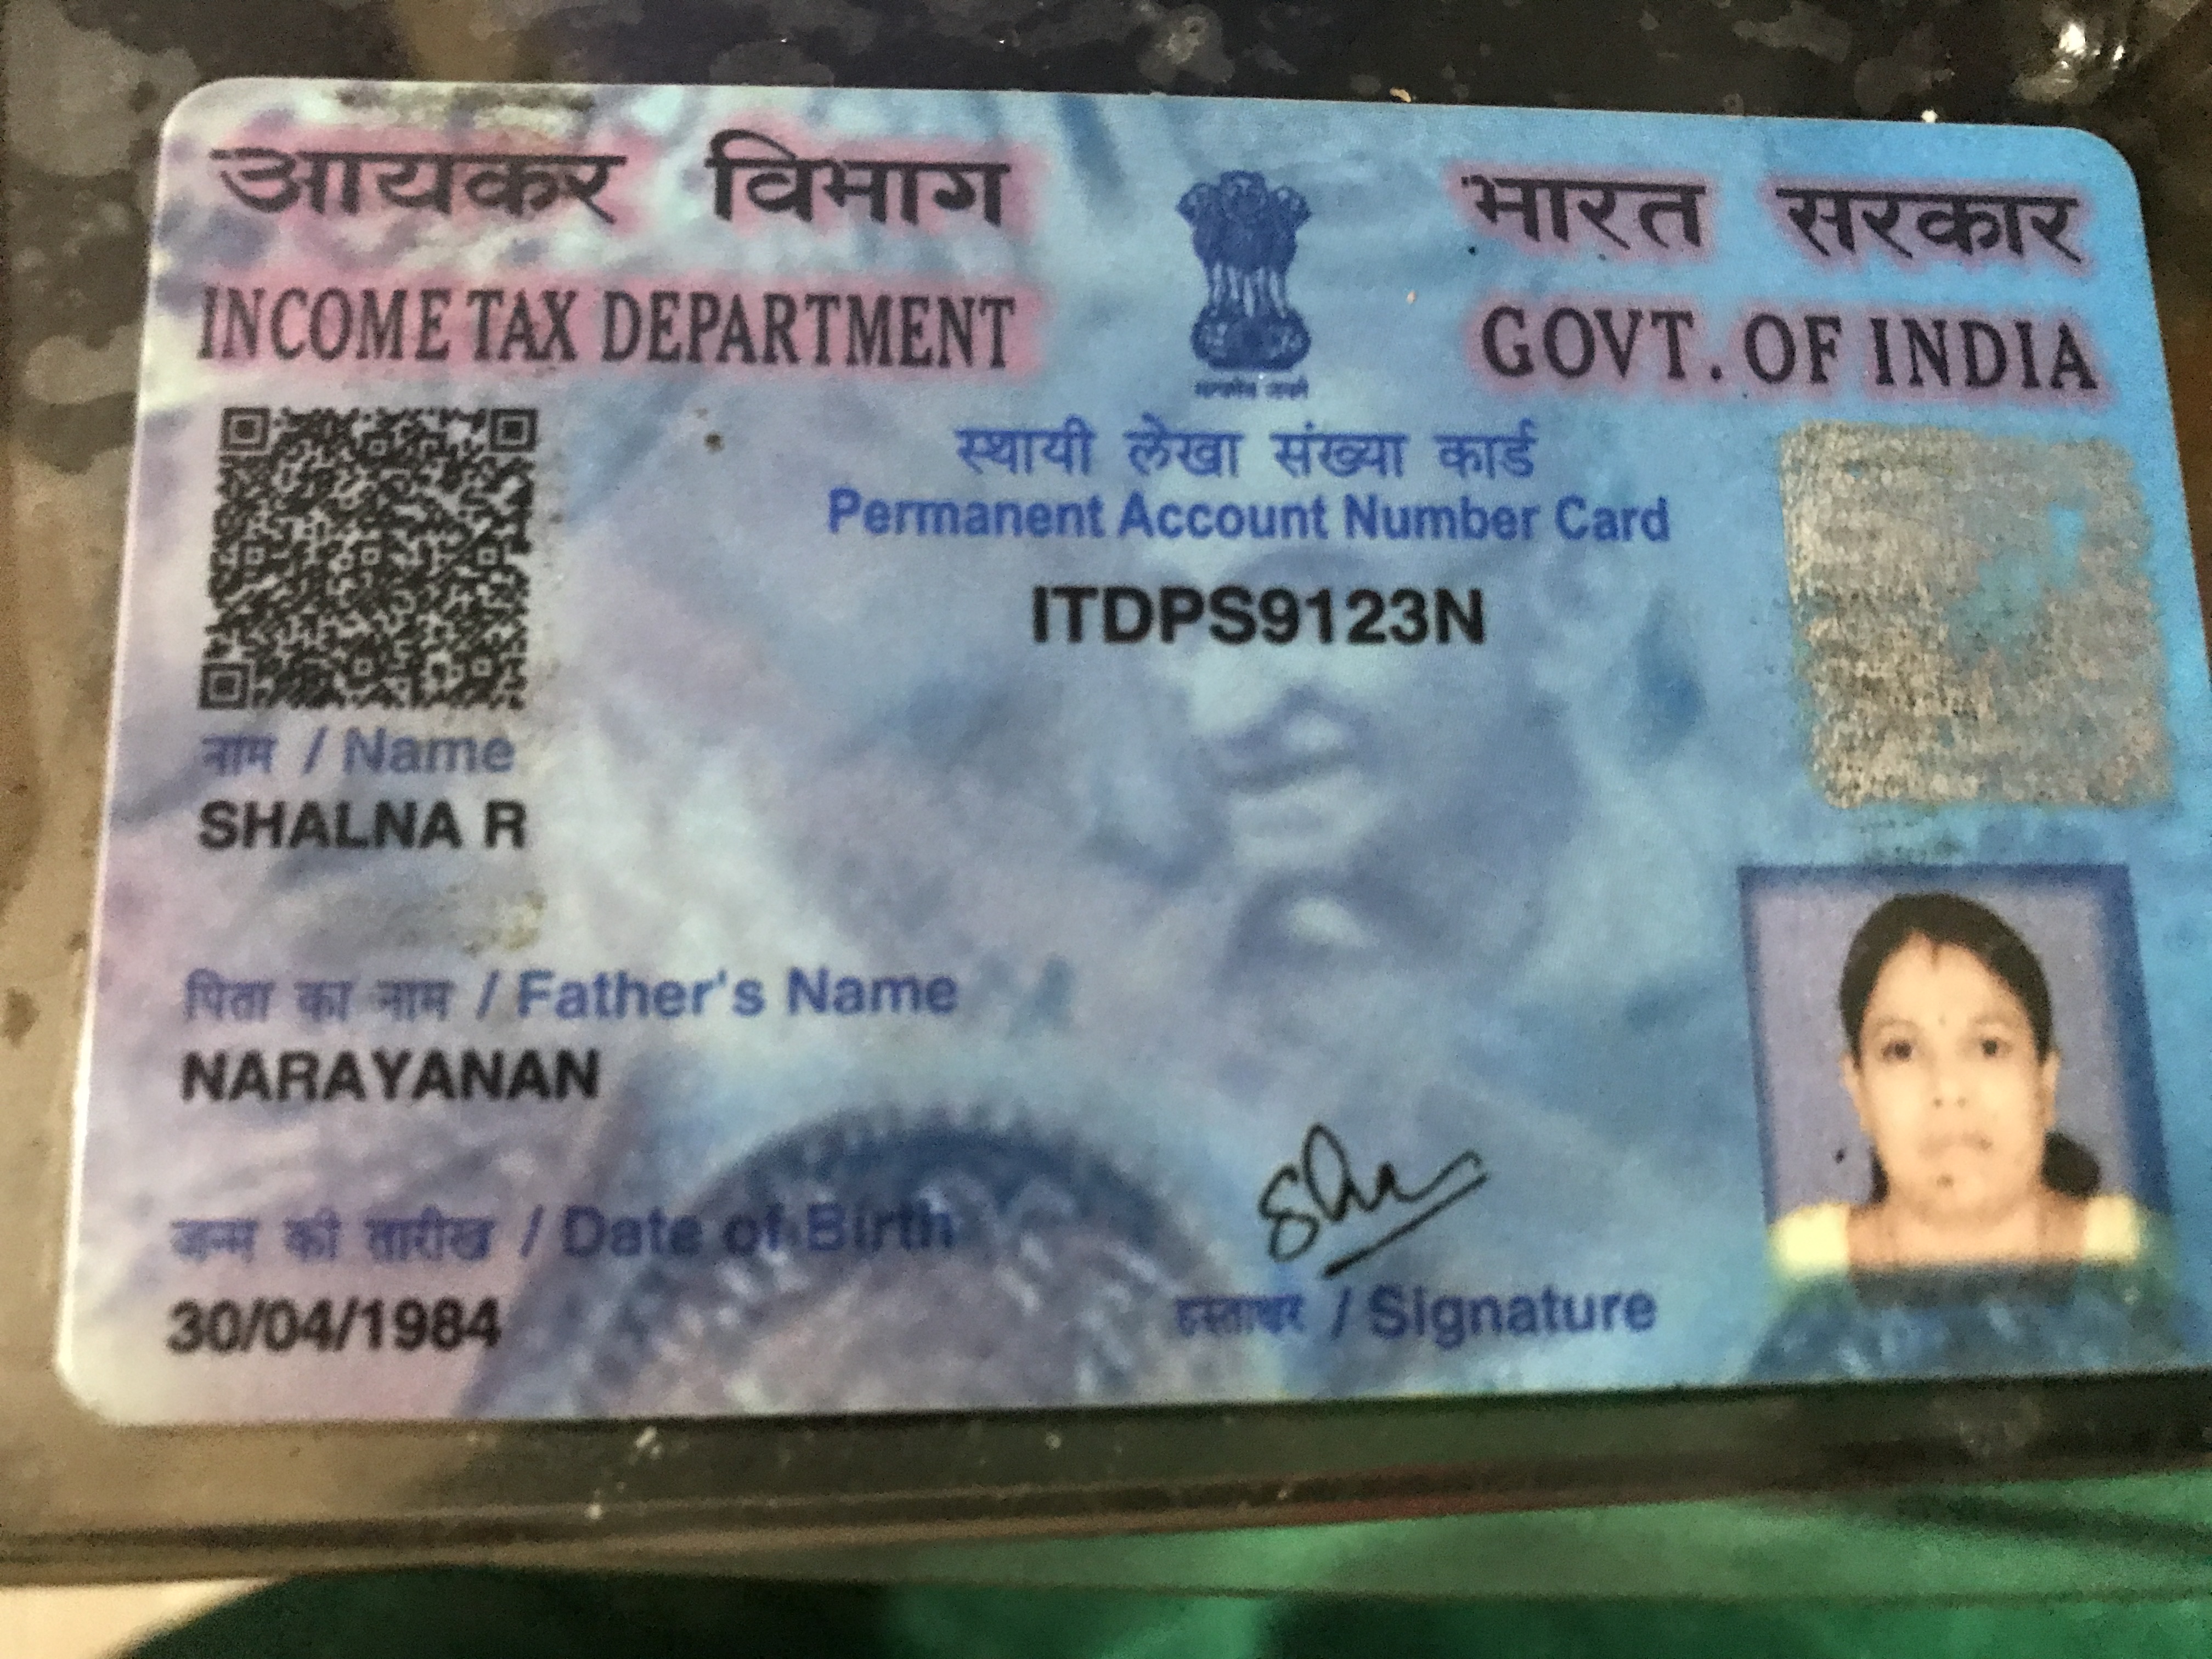 आयकर विभाग
INCOME TAX DEPARTMENT
भारत सरकार
GOVT. OF INDIA
सत्यमेव जयते
स्थायी लेखा संख्या कार्ड
Permanent Account Number Card
ITDPS9123N
नाम / Name
SHALNA R
पिता का नाम / Father's Name
NARAYANAN
जन्म की तारीख / Date of Birth
30/04/1984
हस्ताक्षर / Signature